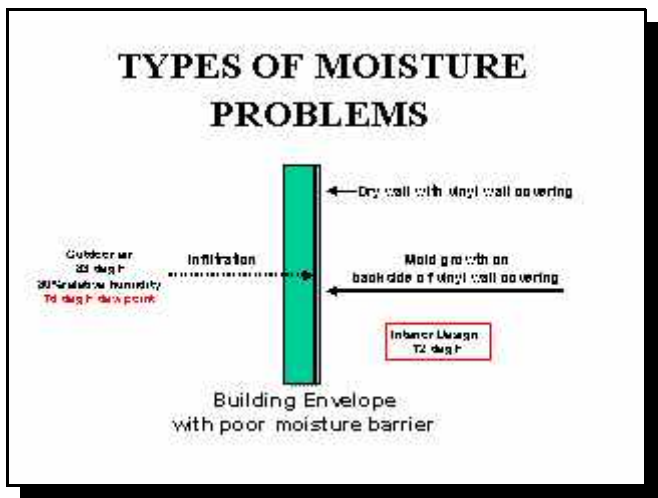 TYPES OF MOISTURE
PROBLEMS
Dry wall with vinyl wall covering
Outdoor air
deg F
relative humidity
deg F dew point
Infiltration
Mold growth on
backside of vinyl wall covering
Interior Design
72 deg F
Building Envelope
with poor moisture barrier